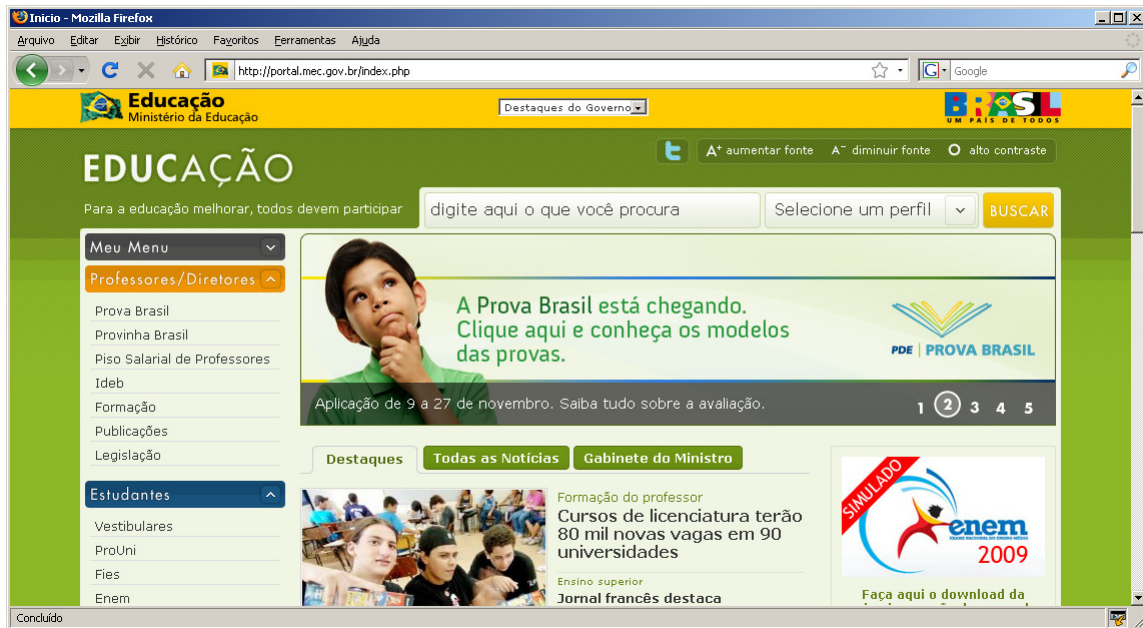 Inicio - Mozilla Firefox
Arquivo Editar Exibir Histórico Favoritos Ferramentas Ajuda
http://portal.mec.gov.br/index.php
G Google
Educação
Ministério da Educação
Destaques do Governo
BRASIL
UM PAÍS DE TODOS
EDUCAÇÃO
A+ aumentar fonte A- diminuir fonte alto contraste
Para a educação melhorar, todos devem participar
digite aqui o que você procura
Selecione um perfil
BUSCAR
Meu Menu
Professores/Diretores
Prova Brasil
Provinha Brasil
Piso Salarial de Professores
Ideb
Formação
Publicações
Legislação
Estudantes
Vestibulares
ProUni
Fies
Enem
A Prova Brasil está chegando.
Clique aqui e conheça os modelos
das provas.
PDE | PROVA BRASIL
Aplicação de 9 a 27 de novembro. Saiba tudo sobre a avaliação.
1 2 3 4 5
Destaques Todas as Notícias Gabinete do Ministro
Formação do professor
Cursos de licenciatura terão
80 mil novas vagas em 90
universidades
Ensino superior
Jornal francês destaca
SIMULADO
enem
EXAME NACIONAL DO ENSINO MÉDIO
2009
Faça aqui o download da
Concluído